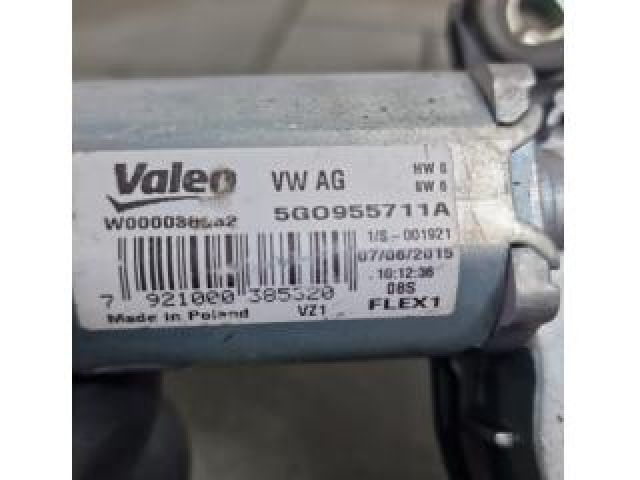 Valeo VW AG HW 6
SW 6
5G0955711A
1/S - 001921
07/06/2015
10:12:36
08S
7 921000 385320
Made in Poland VZ1 FLEX1